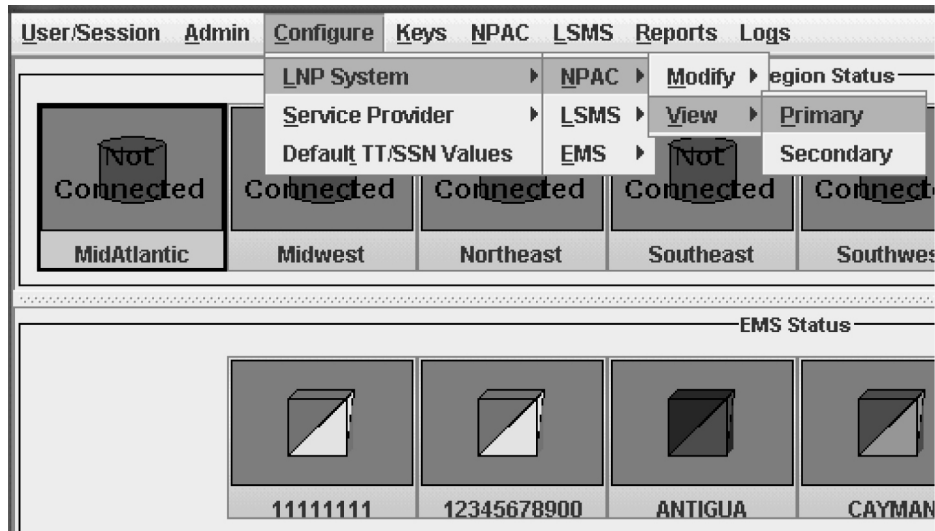 User/Session Admin Configure Keys NPAC LSMS Reports Logs
LNP System NPAC Modify egion Status
Service Provider LSMS View Primary
Default TT/SSN Values EMS Secondary
Not Not
Connected Connected Connected Connected Connect
MidAtlantic Midwest Northeast Southeast Southwes
EMS Status
11111111 12345678900 ANTIGUA CAYMAN